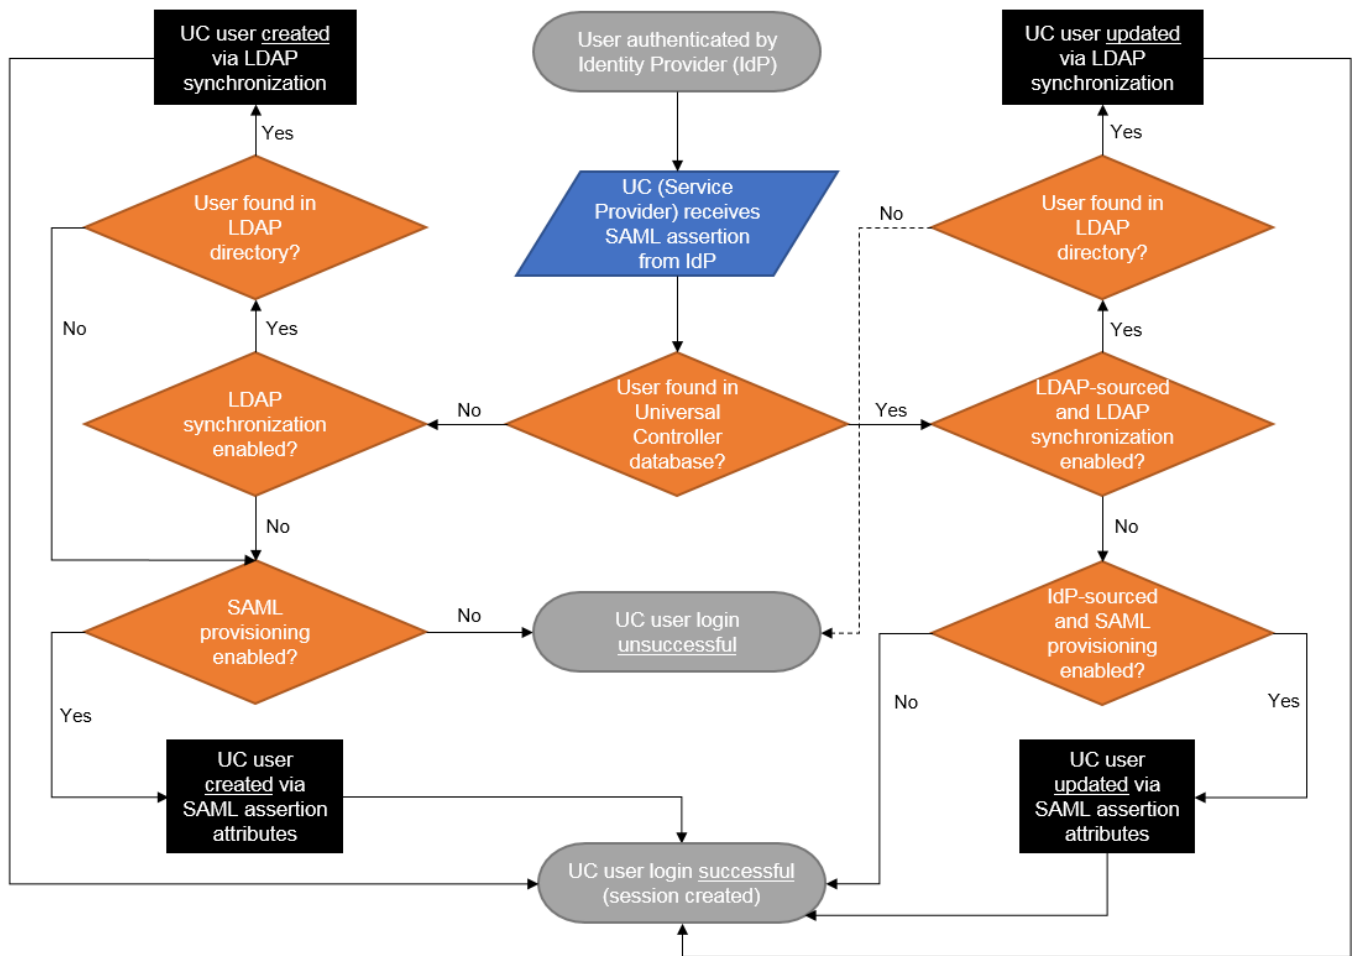 UC user created
via LDAP
synchronization
User authenticated by
Identity Provider (IdP)
UC user updated
via LDAP
synchronization
Yes
Yes
User found in
LDAP
directory?
UC (Service
Provider) receives
SAML assertion
from IdP
No
User found in
LDAP
directory?
No
Yes
Yes
LDAP
synchronization
enabled?
No
User found in
Universal
Controller
database?
Yes
LDAP-sourced
and LDAP
synchronization
enabled?
No
No
SAML
provisioning
enabled?
No
UC user login
unsuccessful
IdP-sourced
and SAML
provisioning
enabled?
Yes
No
Yes
UC user
created via
SAML assertion
attributes
UC user
updated via
SAML assertion
attributes
UC user login successful
(session created)